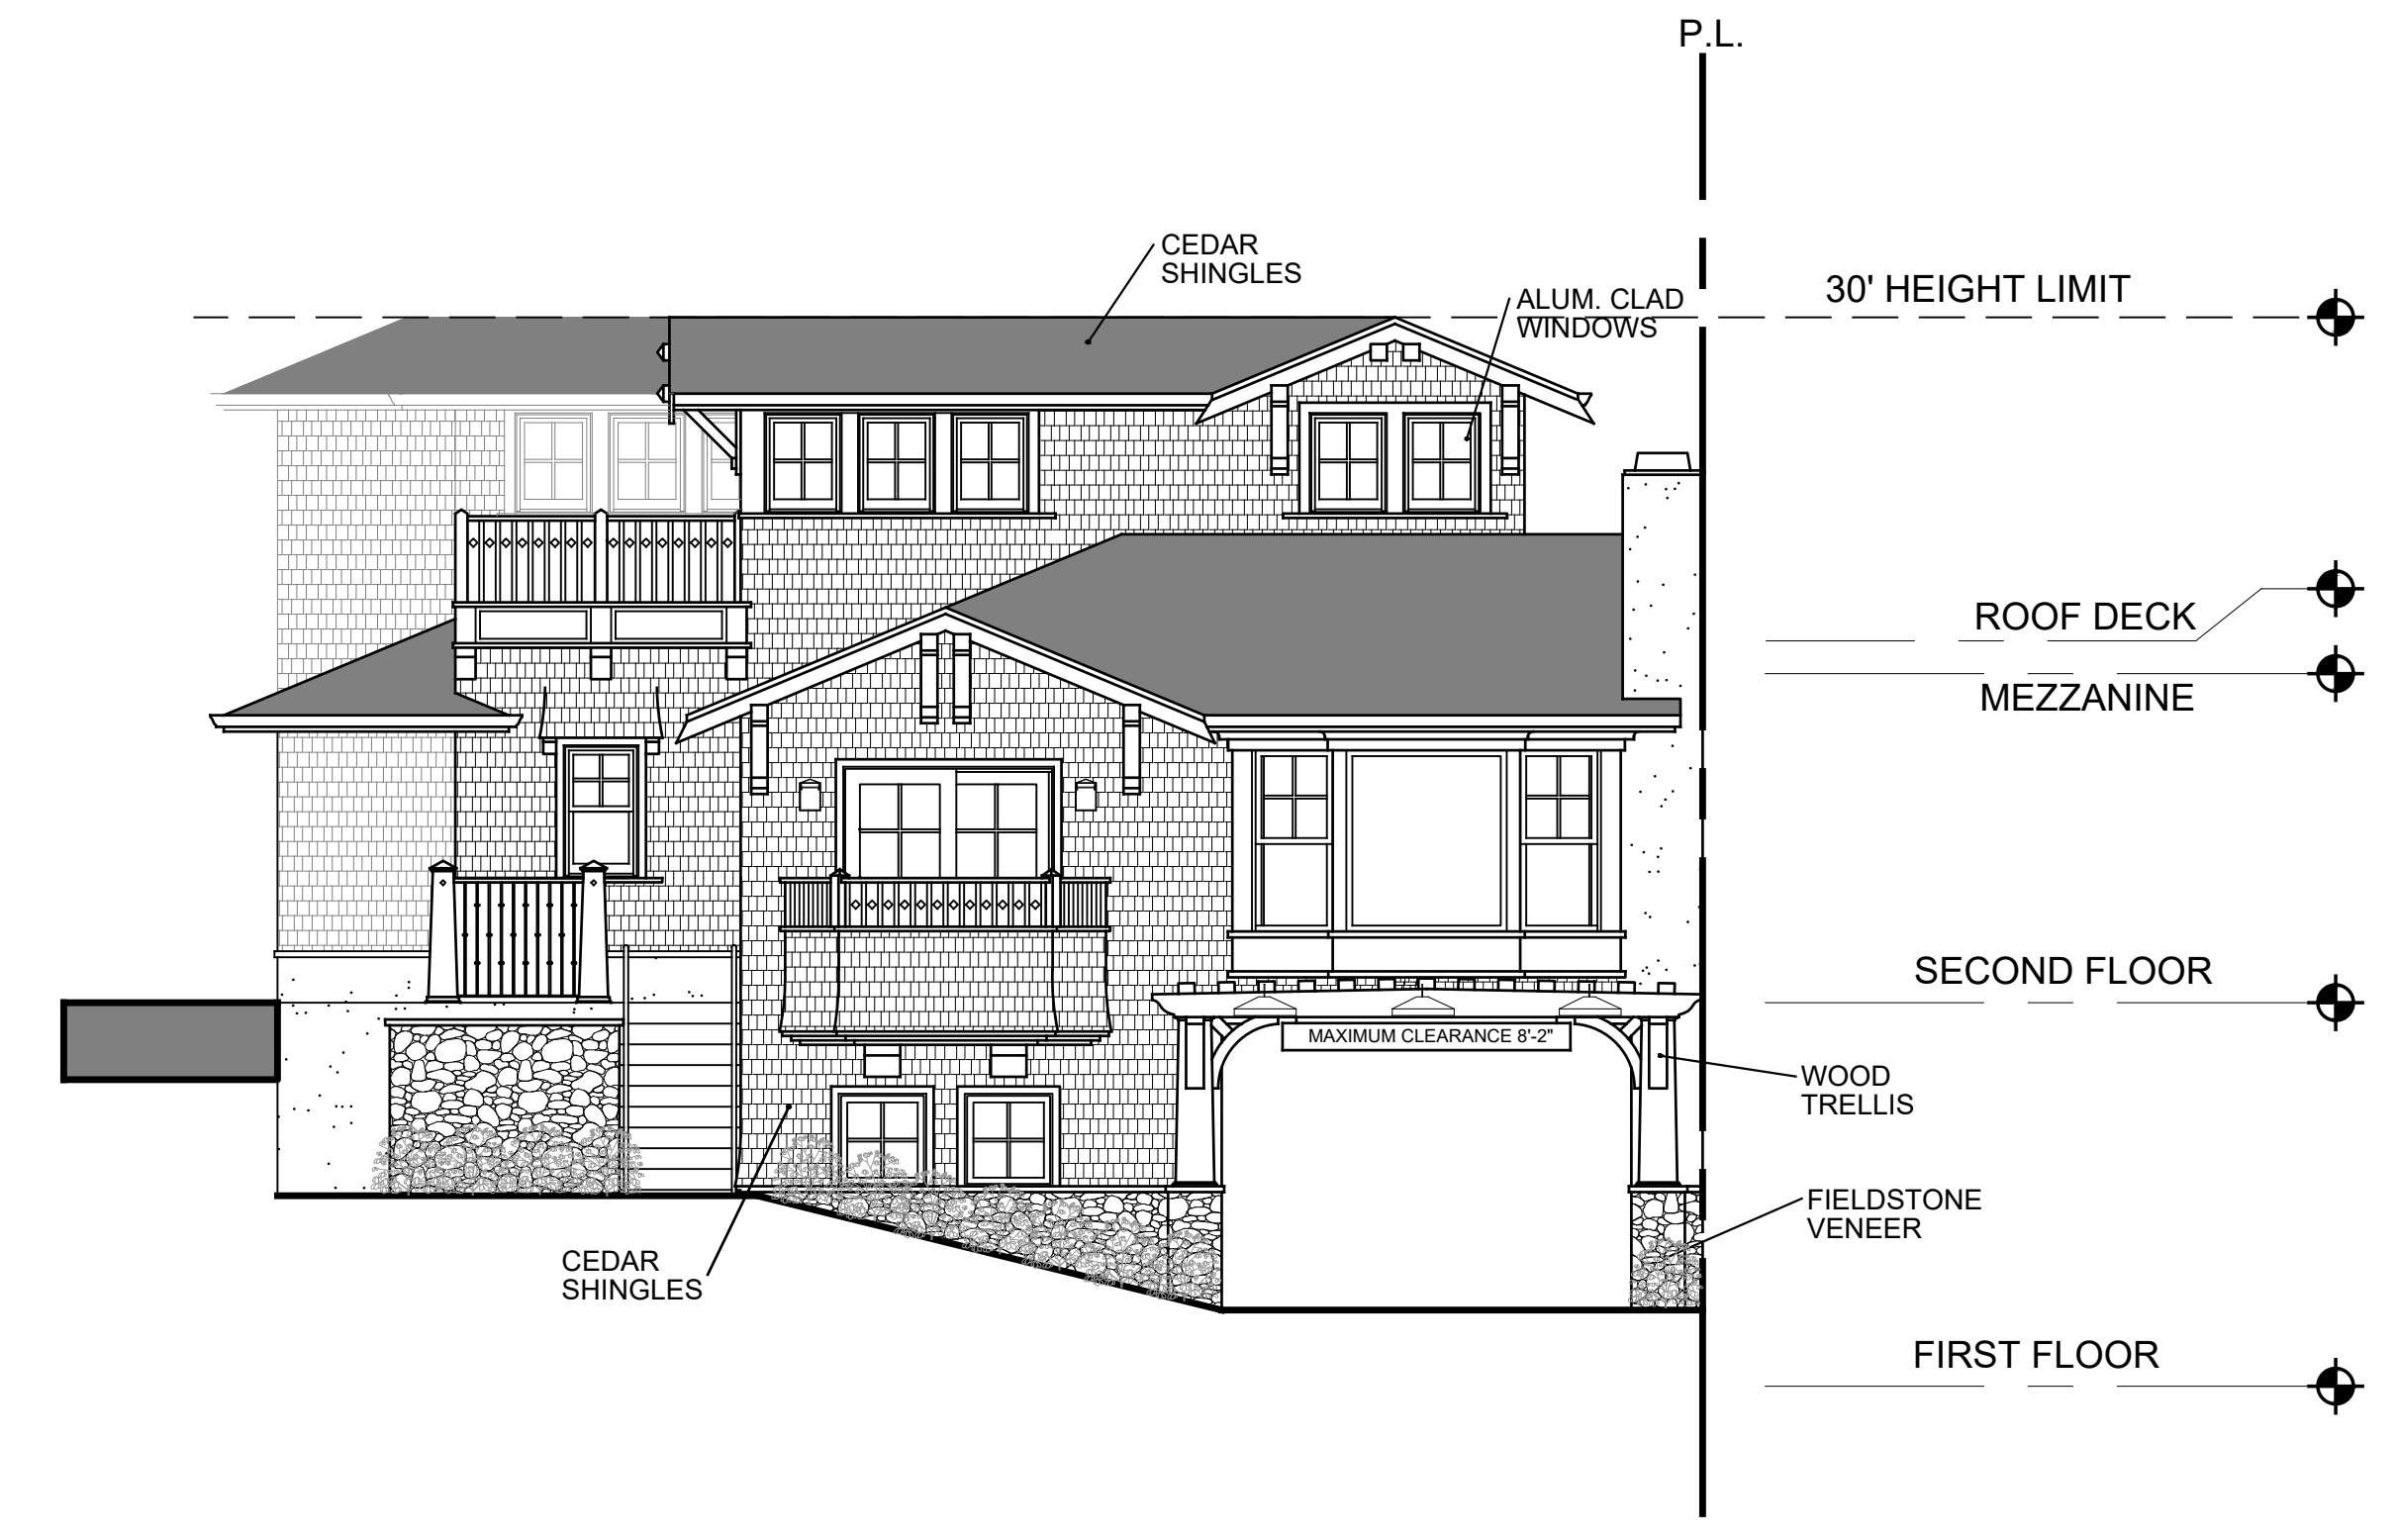 P.L.
CEDAR
SHINGLES
30' HEIGHT LIMIT
ALUM. CLAD
WINDOWS
ROOF DECK
MEZZANINE
SECOND FLOOR
MAXIMUM CLEARANCE 8'-2"
WOOD
TRELLIS
FIELDSTONE
VENEER
CEDAR
SHINGLES
FIRST FLOOR